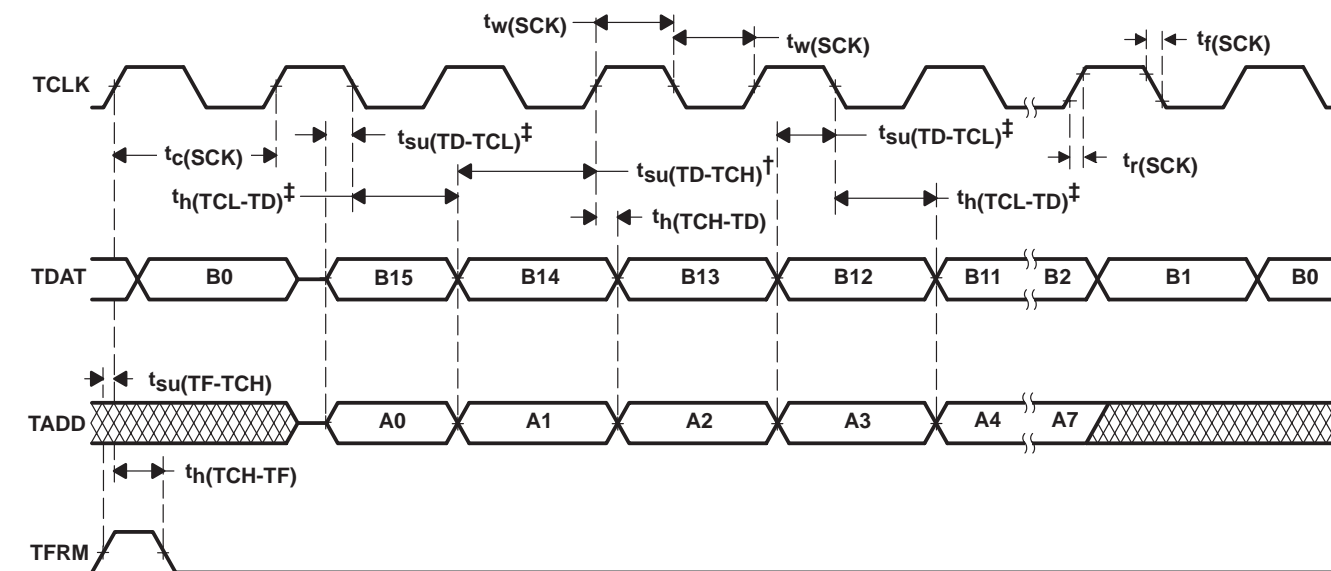 tw(SCK)
tw(SCK)
tf(SCK)
TCLK
tsu(TD-TCL)‡
tsu(TD-TCL)‡
tc(SCK)
tsu(TD-TCH)†
tr(SCK)
th(TCL-TD)‡
th(TCH-TD)
th(TCL-TD)‡
TDAT B0 B15 B14 B13 B12 B11 B2 B1 B0
tsu(TF-TCH)
TADD A0 A1 A2 A3 A4 A7
th(TCH-TF)
TFRM